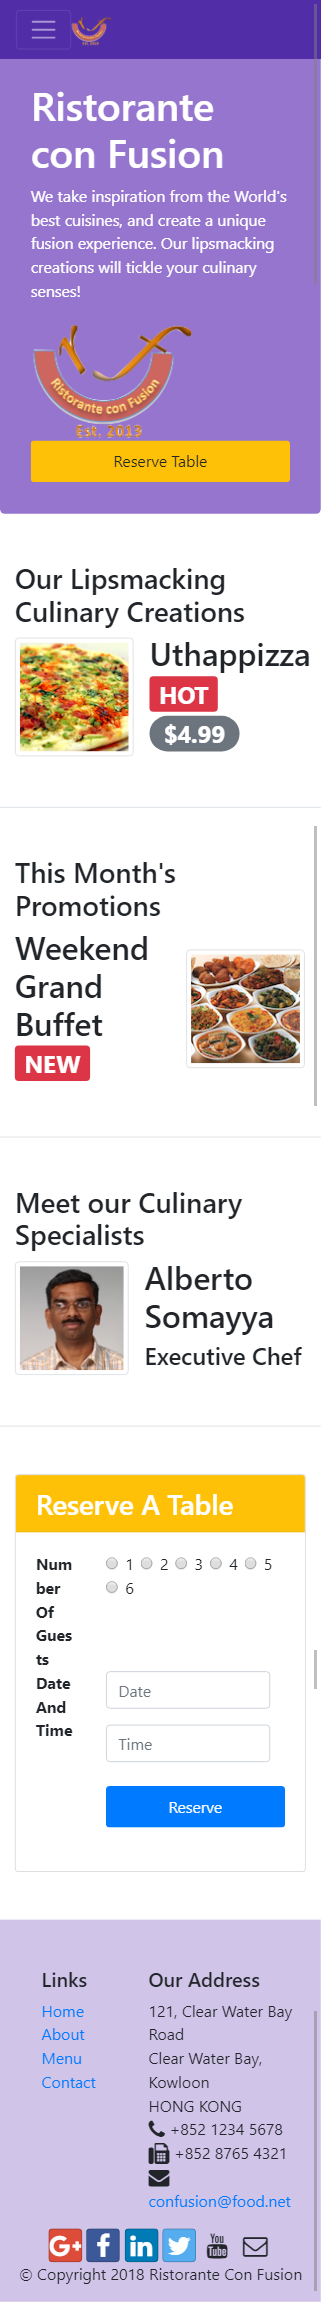 Ristorante
con Fusion
We take inspiration from the World's
best cuisines, and create a unique
fusion experience. Our lipsmacking
creations will tickle your culinary
senses!
Ristorante con Fusion
Est. 2013
Reserve Table
Our Lipsmacking
Culinary Creations
Uthappizza
HOT
$4.99
This Month's
Promotions
Weekend
Grand
Buffet
NEW
Meet our Culinary
Specialists
Alberto
Somayya
Executive Chef
Reserve A Table
Num
ber
Of
Gues
ts
1 2 3 4 5
6
Date
And
Time
Date
Time
Reserve
Links
Home
About
Menu
Contact
Our Address
121, Clear Water Bay
Road
Clear Water Bay,
Kowloon
HONG KONG
+852 1234 5678
+852 8765 4321
confusion@food.net
G+ f in You
Tube
© Copyright 2018 Ristorante Con Fusion